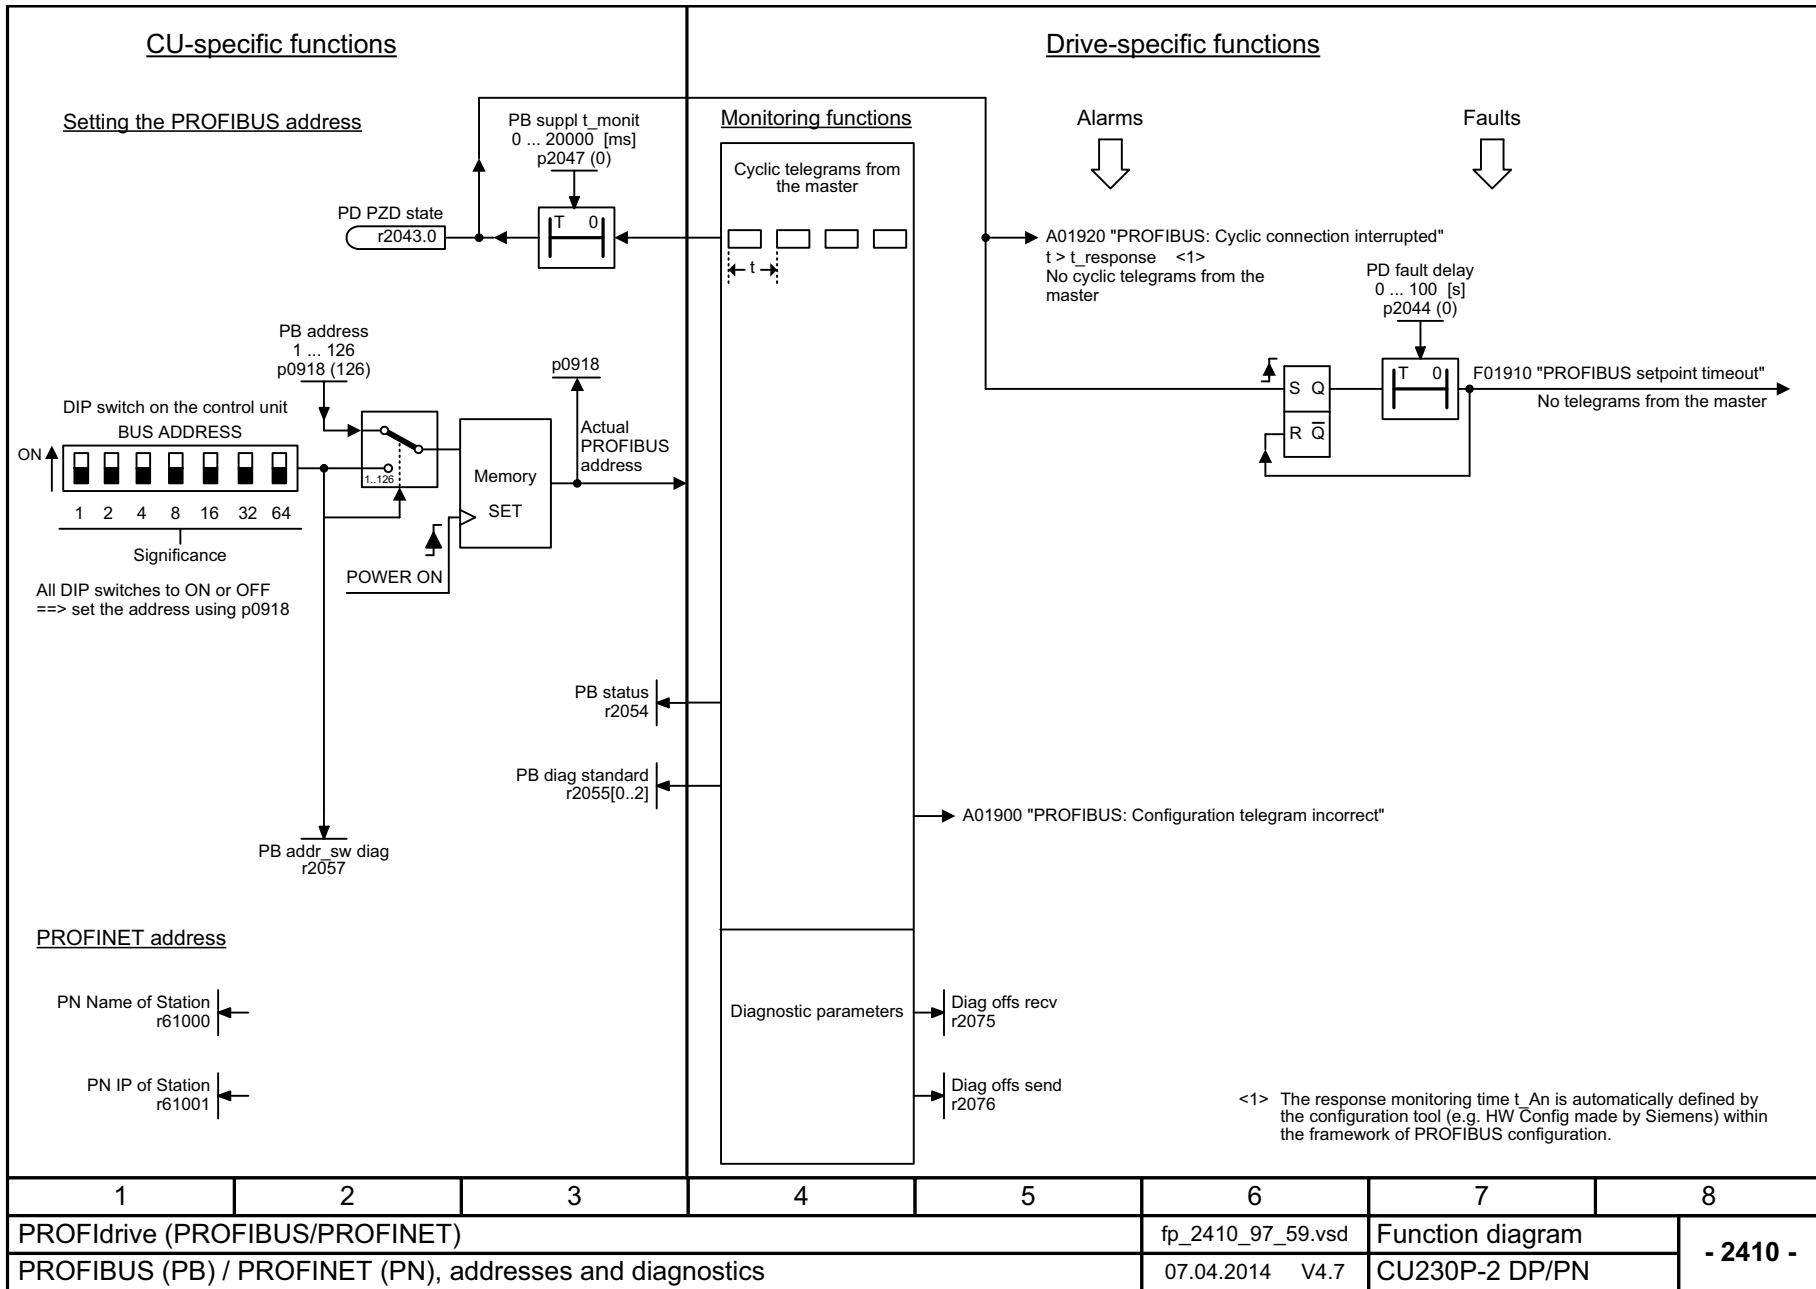 CU-specific functions
Drive-specific functions
Setting the PROFIBUS address
PB suppl t_monit
0 ... 20000 [ms]
p2047 (0)
PD PZD state
r2043.0
T 0
Monitoring functions
Cyclic telegrams from
the master
t
Alarms
Faults
A01920 "PROFIBUS: Cyclic connection interrupted"
t > t_response <1>
No cyclic telegrams from the
master
PD fault delay
0 ... 100 [s]
p2044 (0)
S Q
R Q̅
T 0
F01910 "PROFIBUS setpoint timeout"
No telegrams from the master
PB address
1 ... 126
p0918 (126)
DIP switch on the control unit
BUS ADDRESS
ON
1 2 4 8 16 32 64
Significance
1..126
Memory
SET
POWER ON
p0918
Actual
PROFIBUS
address
All DIP switches to ON or OFF
==> set the address using p0918
PB status
r2054
PB diag standard
r2055[0..2]
A01900 "PROFIBUS: Configuration telegram incorrect"
PB addr_sw diag
r2057
PROFINET address
PN Name of Station
r61000
PN IP of Station
r61001
Diagnostic parameters
Diag offs recv
r2075
Diag offs send
r2076
<1> The response monitoring time t_An is automatically defined by
the configuration tool (e.g. HW Config made by Siemens) within
the framework of PROFIBUS configuration.
1 2 3 4 5 6 7 8
PROFIdrive (PROFIBUS/PROFINET)
fp_2410_97_59.vsd
Function diagram
- 2410 -
PROFIBUS (PB) / PROFINET (PN), addresses and diagnostics
07.04.2014 V4.7
CU230P-2 DP/PN